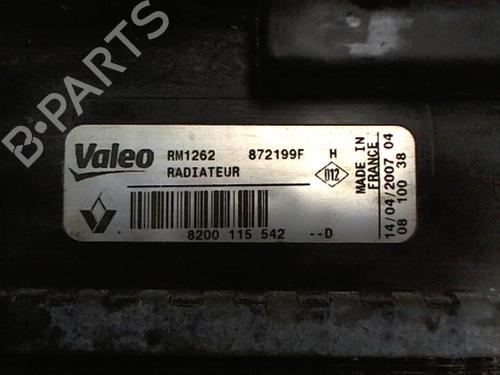 B-PARTS
Valeo RM1262 872199F H
RADIATEUR 012
8200 115 542 --D
MADE IN
FRANCE
14/04/2007 04
08 100 38